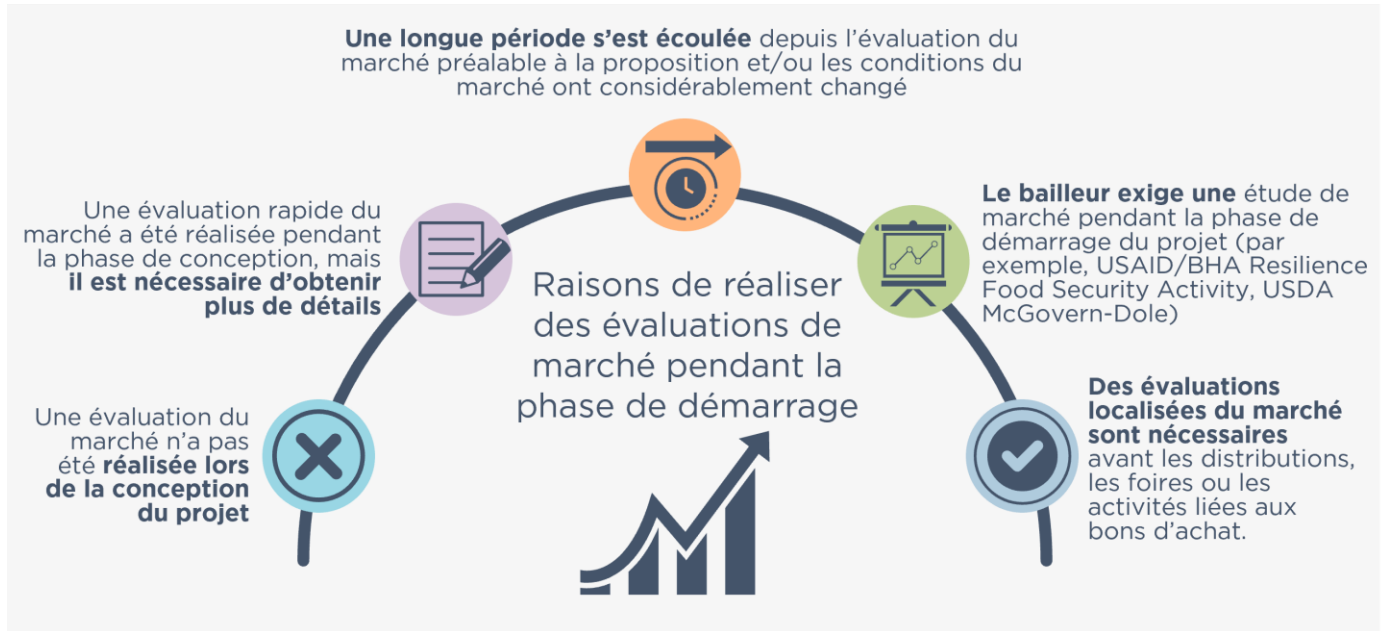 Une longue période s’est écoulée depuis l’évaluation du
marché préalable à la proposition et/ou les conditions du
marché ont considérablement changé
Une évaluation rapide du
marché a été réalisée pendant
la phase de conception, mais
il est nécessaire d’obtenir
plus de détails
Le bailleur exige une étude de
marché pendant la phase de
démarrage du projet (par
exemple, USAID/BHA Resilience
Food Security Activity, USDA
McGovern-Dole)
Raisons de réaliser
des évaluations de
marché pendant la
phase de démarrage
Une évaluation du
marché n’a pas
été réalisée lors
de la conception
du projet
Des évaluations
localisées du marché
sont nécessaires
avant les distributions,
les foires ou les
activités liées aux
bons d’achat.